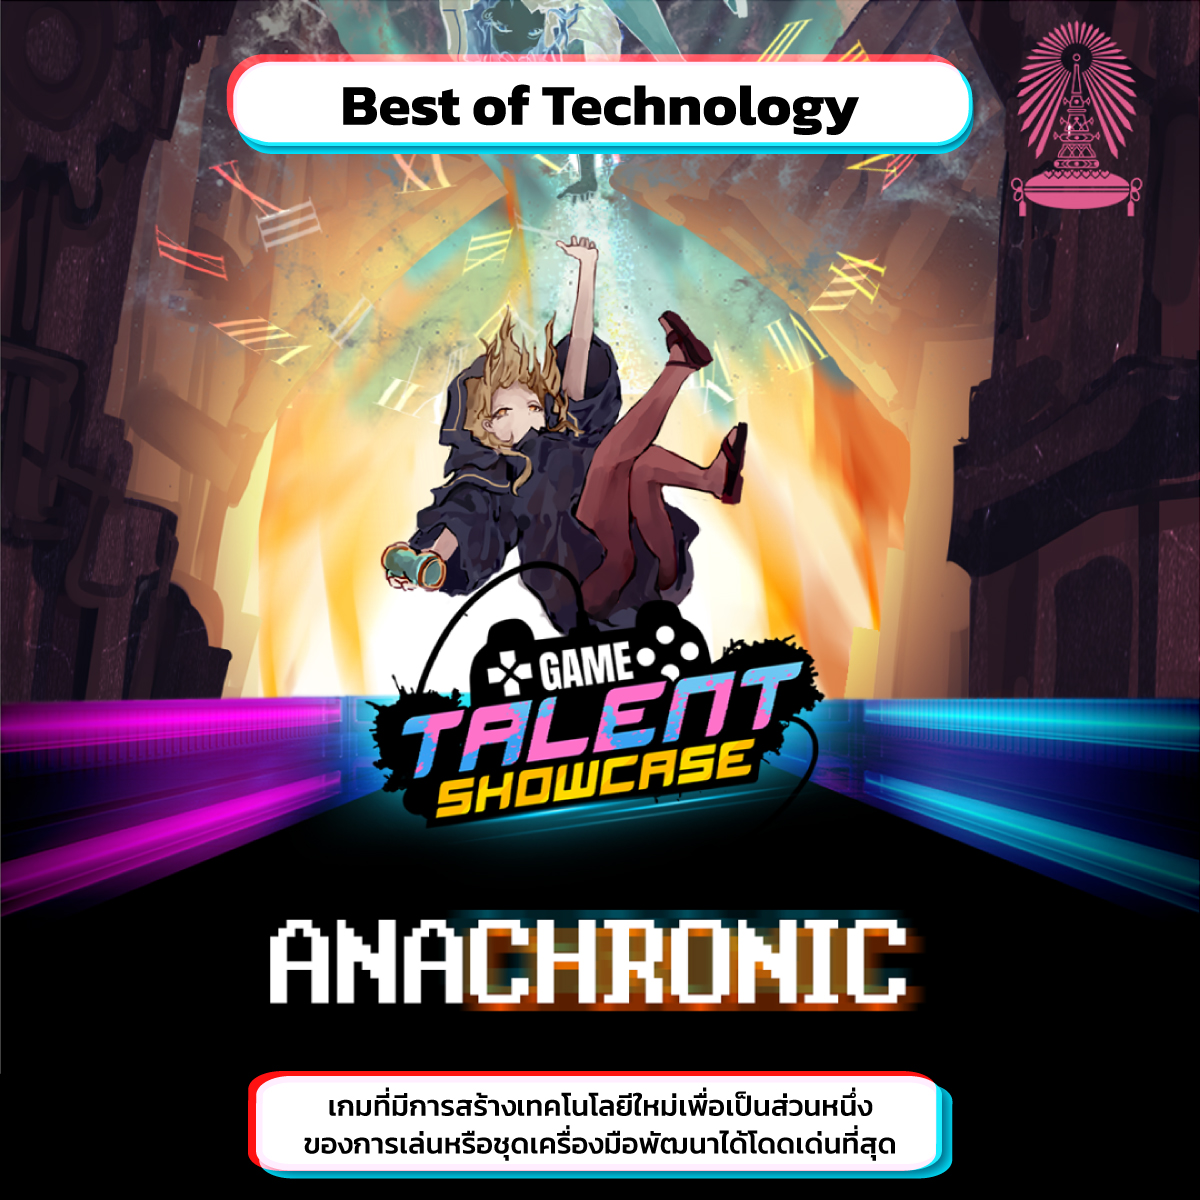 Best of Technology
GAME
TALENT
SHOWCASE
ANACHRONIC
เกมที่มีการสร้างเทคโนโลยีใหม่เพื่อเป็นส่วนหนึ่ง
ของการเล่นหรือชุดเครื่องมือพัฒนาได้โดดเด่นที่สุด